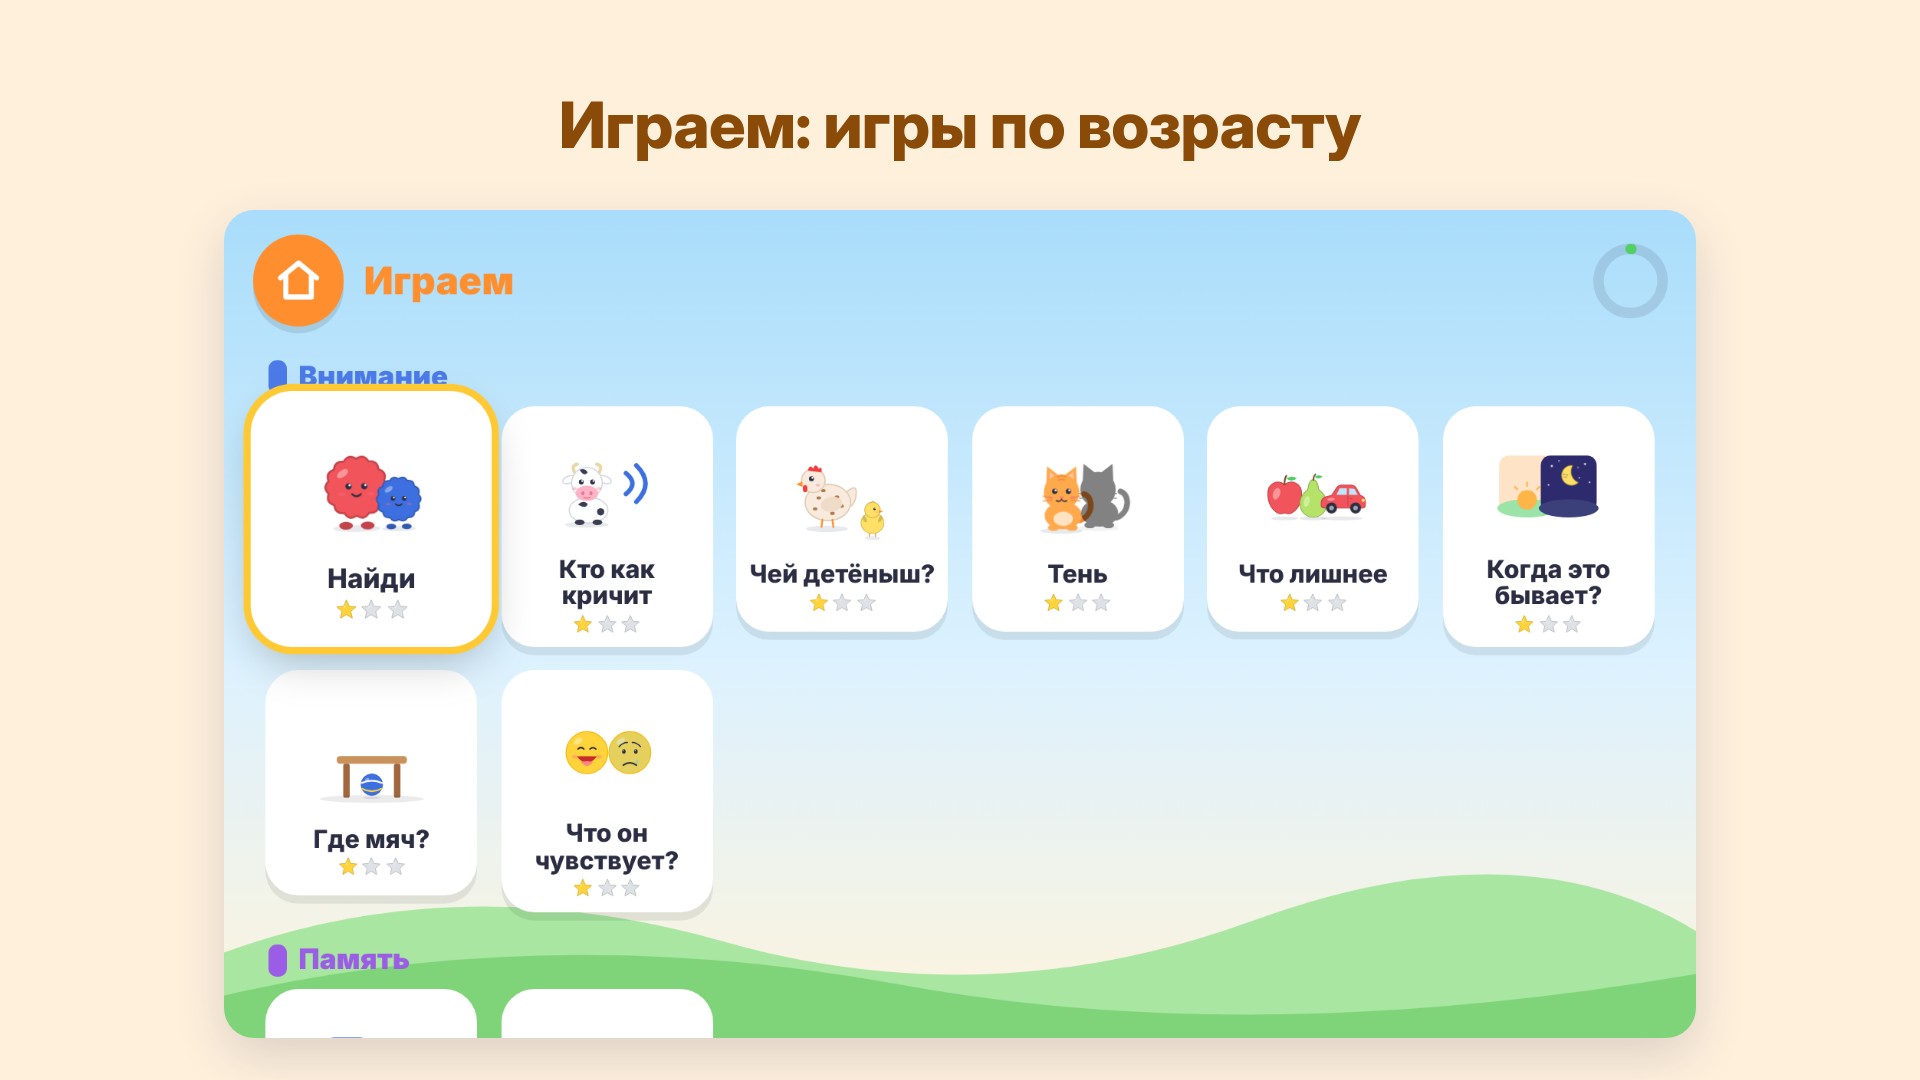 Играем: игры по возрасту
Играем
Внимание
Найди
Кто как
кричит
Чей детёныш?
Тень
Что лишнее
Когда это
бывает?
Где мяч?
Что он
чувствует?
Память